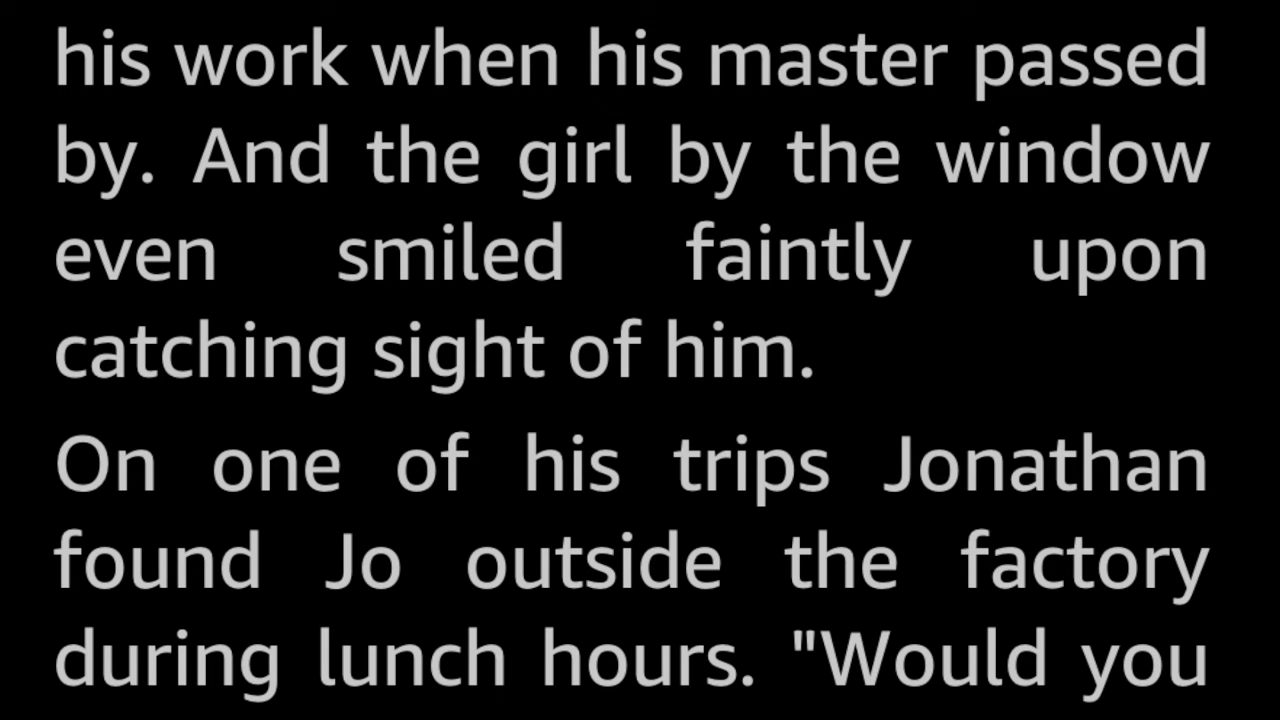 his work when his master passed
by. And the girl by the window
even smiled faintly upon
catching sight of him.
On one of his trips Jonathan
found Jo outside the factory
during lunch hours. "Would you